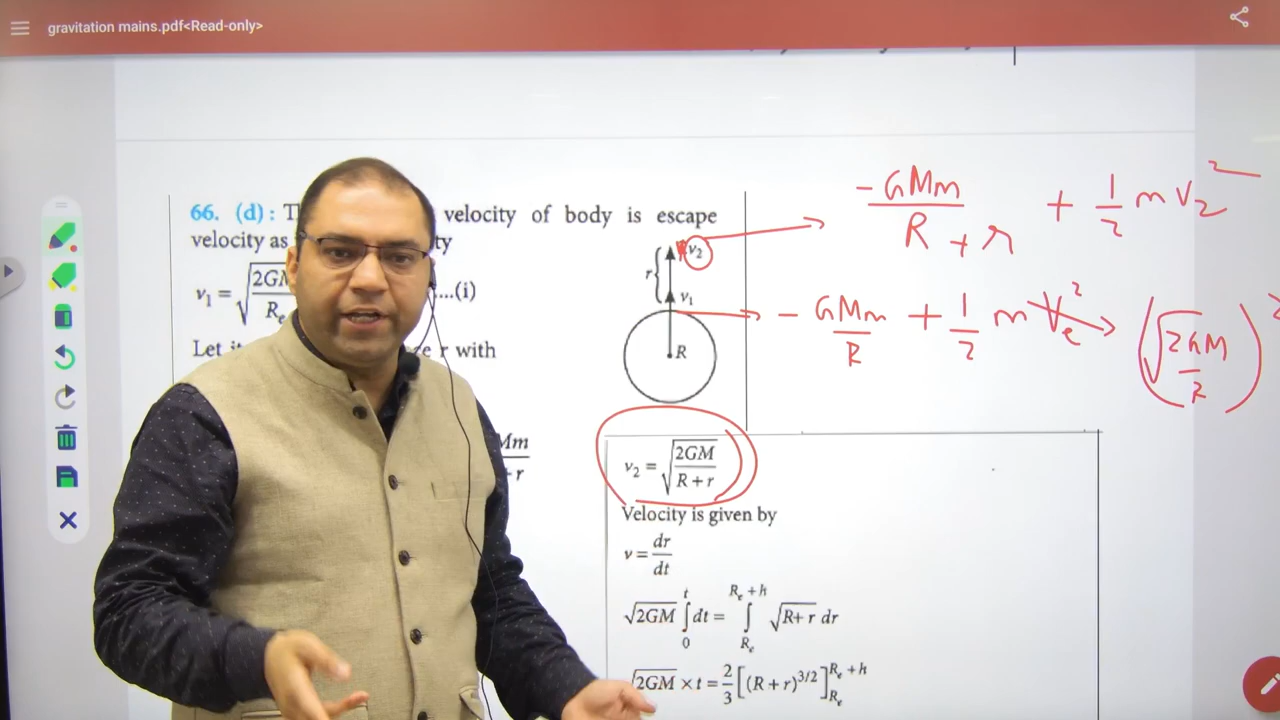 gravitation mains.pdf<Read-only>
66. (d) : velocity of body is escape
velocity as
v₁ = √2GM/Rₑ ....(i)
Let r with
Mm
r
r
v₂
v₁
R
v₂ = √2GM/R + r
Velocity is given by
v = dr/dt
√2GM ∫₀ᵗ dt = ∫_{Rₑ}^{Rₑ + h} √R + r dr
√2GM × t = 2/3 [(R + r)^{3/2}]_{Rₑ}^{Rₑ + h}
-GMm/R + r + 1/2 m v₂²
- GMm/R + 1/2 m Vₑ² → (√2GM/R)²